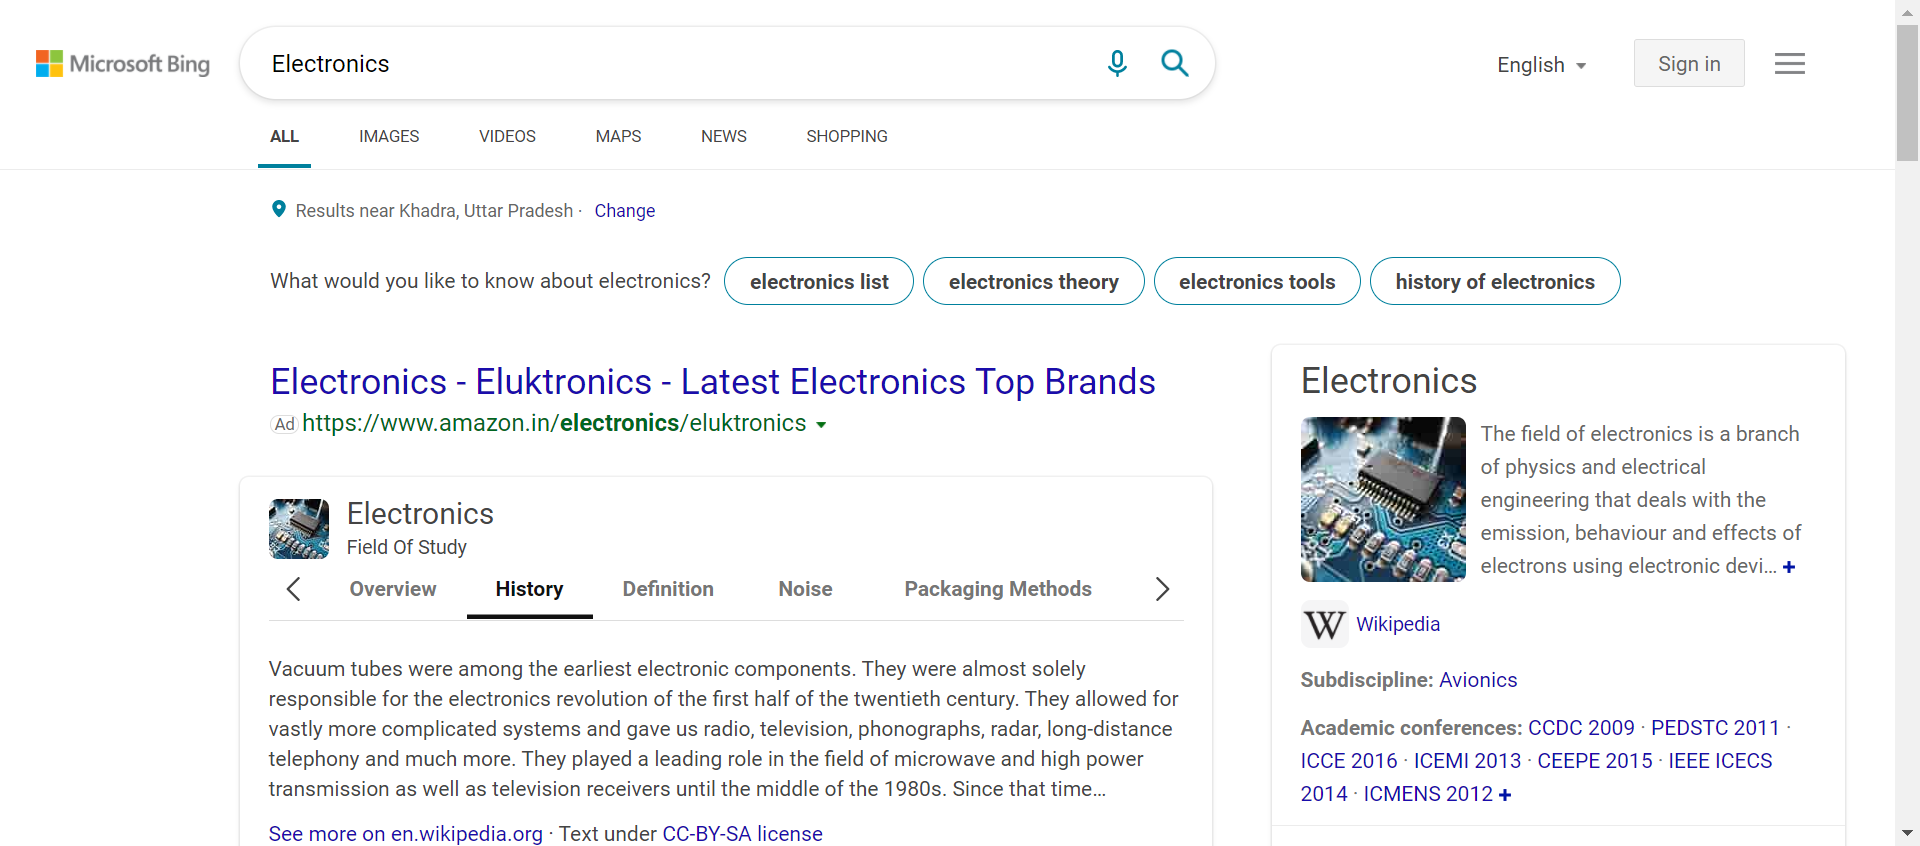 Microsoft Bing
Electronics
English
Sign in
ALL IMAGES VIDEOS MAPS NEWS SHOPPING
Results near Khadra, Uttar Pradesh · Change
What would you like to know about electronics? electronics list electronics theory electronics tools history of electronics
Electronics - Eluktronics - Latest Electronics Top Brands
Ad https://www.amazon.in/electronics/eluktronics
Electronics
Field Of Study
Overview History Definition Noise Packaging Methods
Vacuum tubes were among the earliest electronic components. They were almost solely
responsible for the electronics revolution of the first half of the twentieth century. They allowed for
vastly more complicated systems and gave us radio, television, phonographs, radar, long-distance
telephony and much more. They played a leading role in the field of microwave and high power
transmission as well as television receivers until the middle of the 1980s. Since that time…
See more on en.wikipedia.org · Text under CC-BY-SA license
Electronics
The field of electronics is a branch
of physics and electrical
engineering that deals with the
emission, behaviour and effects of
electrons using electronic devi… +
W Wikipedia
Subdiscipline: Avionics
Academic conferences: CCDC 2009 · PEDSTC 2011 ·
ICCE 2016 · ICEMI 2013 · CEEPE 2015 · IEEE ICECS
2014 · ICMENS 2012 +